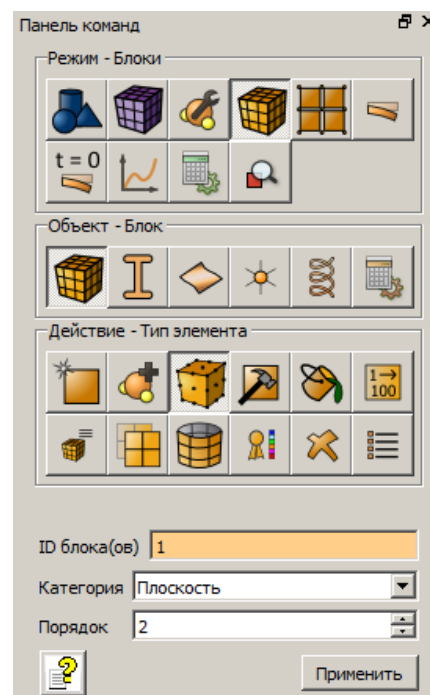 Панель команд
Режим - Блоки
t = 0
Объект - Блок
Действие - Тип элемента
1→
100
ID блока(ов) 1
Категория Плоскость
Порядок 2
Применить